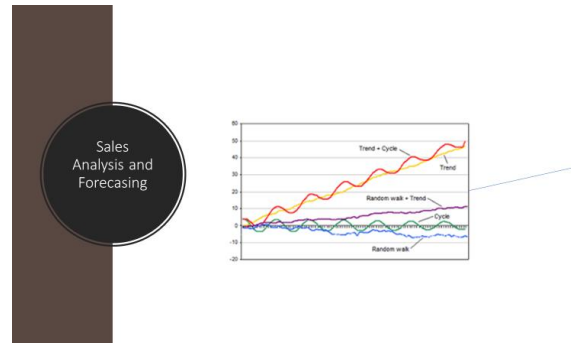 Sales
Analysis and
Forecasing
60
50
40
30
20
10
0
-10
-20
Trend + Cycle
Trend
Random walk + Trend
Cycle
Random walk